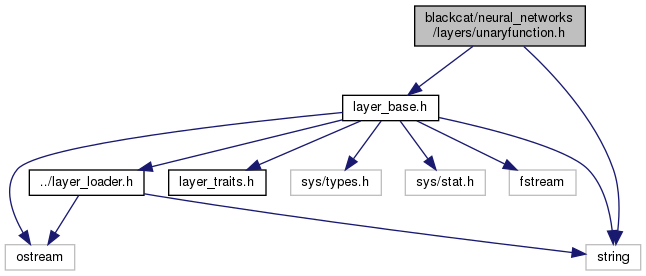 blackcat/neural_networks
/layers/unaryfunction.h
layer_base.h
../layer_loader.h
layer_traits.h
sys/types.h
sys/stat.h
fstream
ostream
string